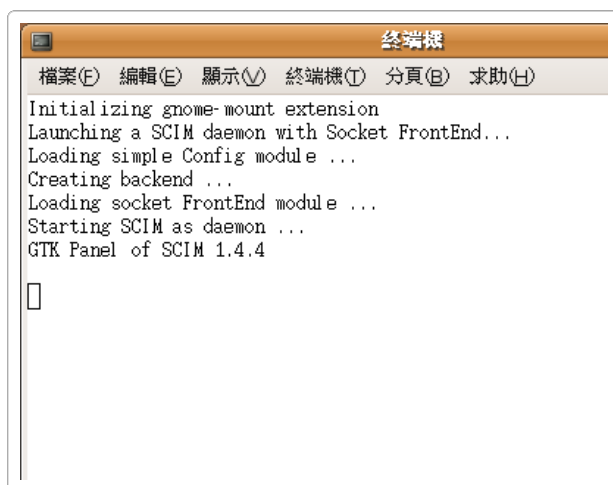 終端機
檔案(F) 編輯(E) 顯示(V) 終端機(T) 分頁(B) 求助(H)
Initializing gnome-mount extension
Launching a SCIM daemon with Socket FrontEnd...
Loading simple Config module ...
Creating backend ...
Loading socket FrontEnd module ...
Starting SCIM as daemon ...
GTK Panel of SCIM 1.4.4